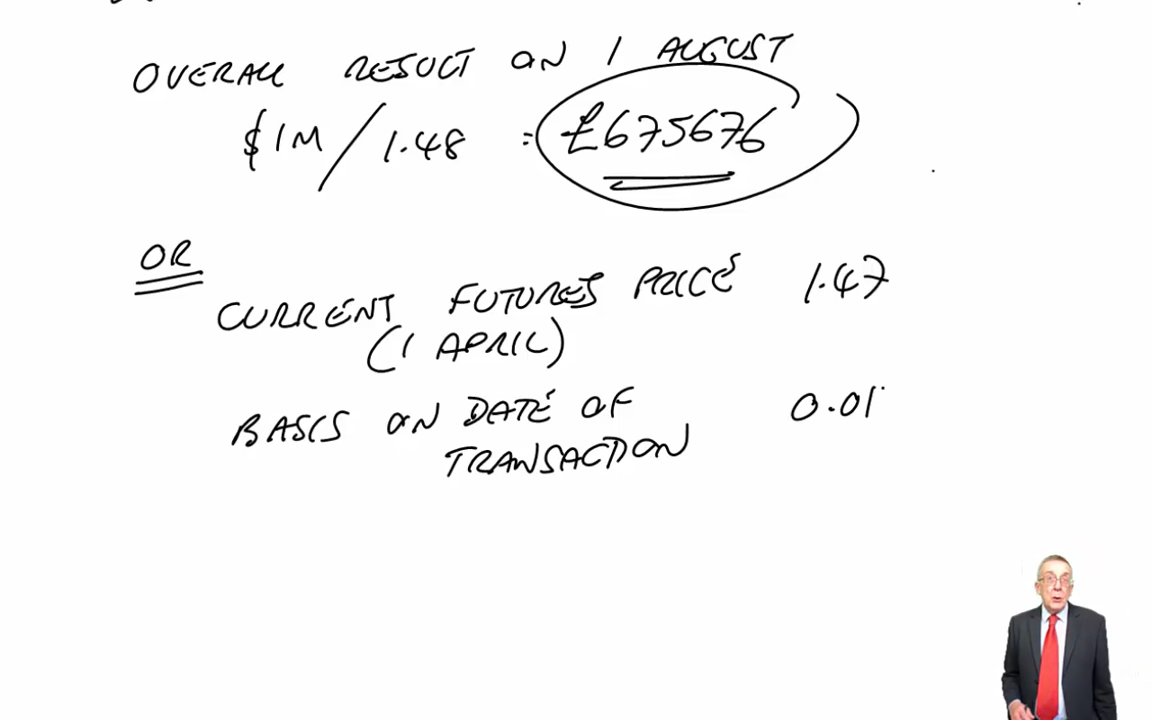 OVERALL RESULT ON 1 AUGUST
$1M / 1.48 = £675676
OR
CURRENT FUTURES PRICE 1.47
(1 APRIL)
BASIS ON DATE OF 0.01
TRANSACTION